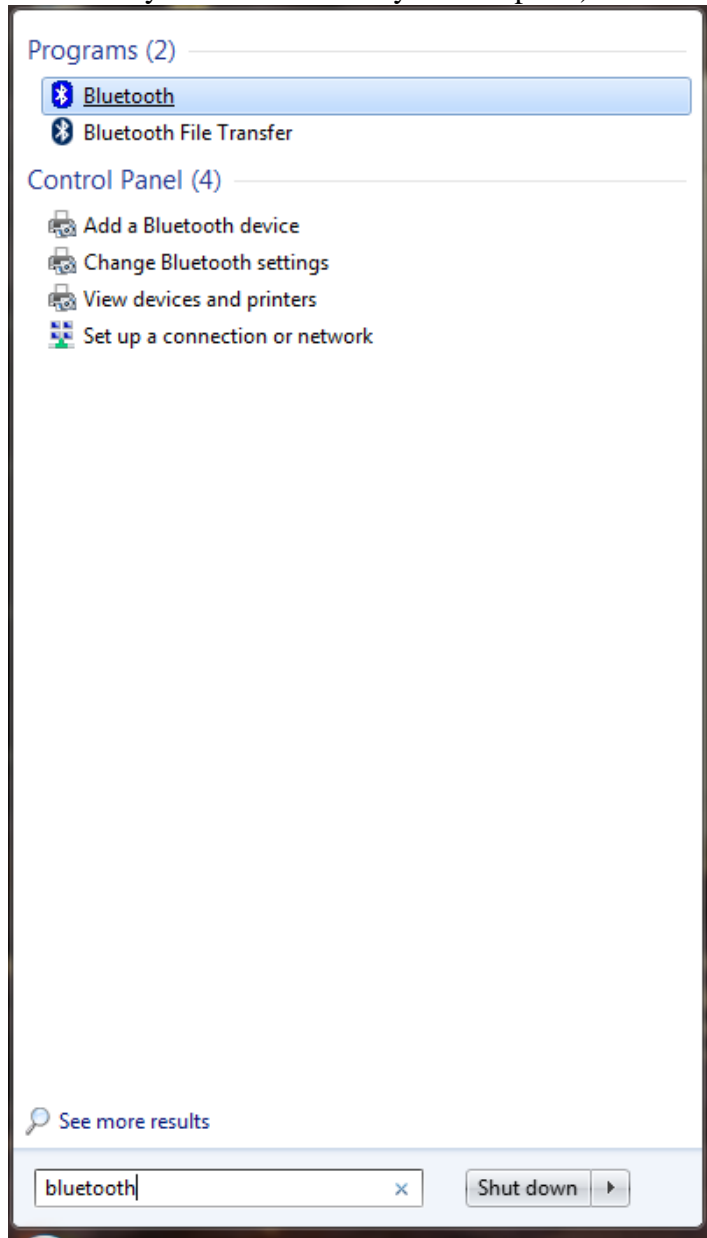 Programs (2)
Bluetooth
Bluetooth File Transfer
Control Panel (4)
Add a Bluetooth device
Change Bluetooth settings
View devices and printers
Set up a connection or network
See more results
bluetooth
Shut down